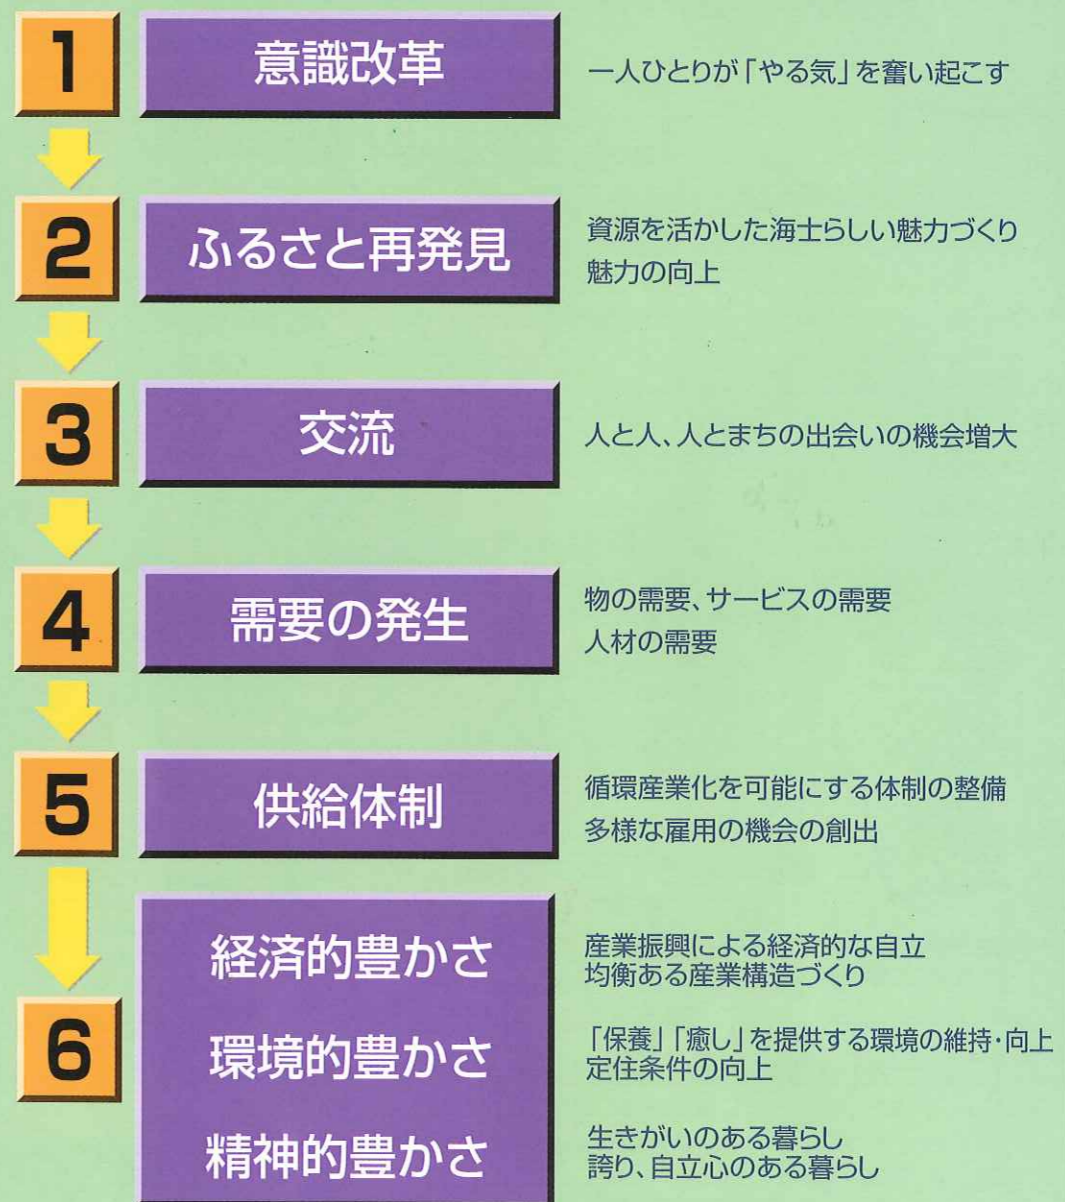 1
意識改革
一人ひとりが「やる気」を奮い起こす
2
ふるさと再発見
資源を活かした海士らしい魅力づくり
魅力の向上
3
交流
人と人、人とまちの出会いの機会増大
4
需要の発生
物の需要、サービスの需要
人材の需要
5
供給体制
循環産業化を可能にする体制の整備
多様な雇用の機会の創出
6
経済的豊かさ
産業振興による経済的な自立
均衡ある産業構造づくり
環境的豊かさ
「保養」「癒し」を提供する環境の維持・向上
定住条件の向上
精神的豊かさ
生きがいのある暮らし
誇り、自立心のある暮らし